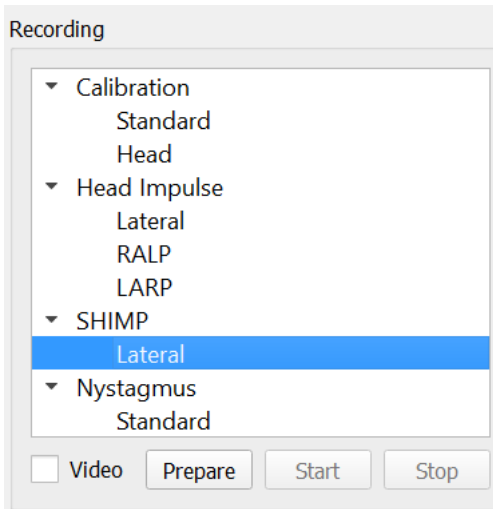 Recording
Calibration
Standard
Head
Head Impulse
Lateral
RALP
LARP
SHIMP
Lateral
Nystagmus
Standard
Video Prepare Start Stop